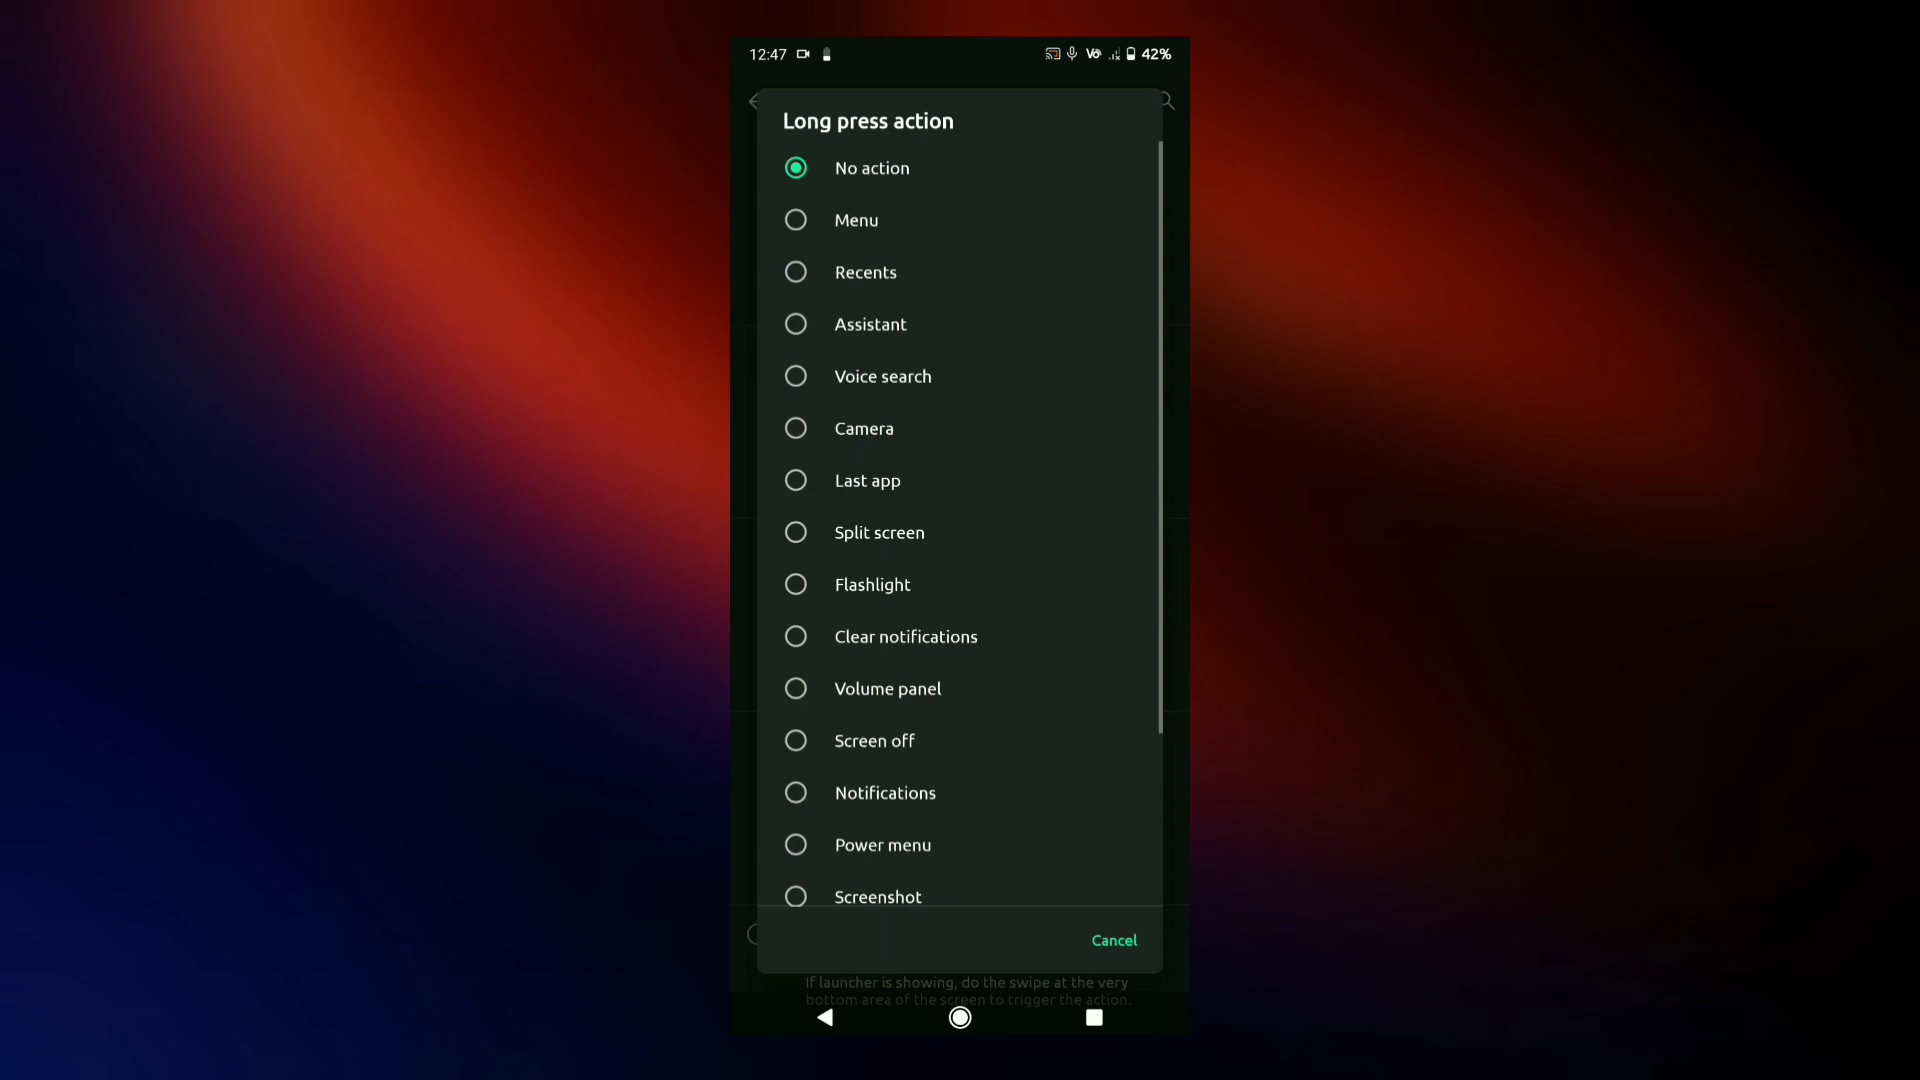 12:47
Vo 42%
Long press action
No action
Menu
Recents
Assistant
Voice search
Camera
Last app
Split screen
Flashlight
Clear notifications
Volume panel
Screen off
Notifications
Power menu
Screenshot
Cancel
If launcher is showing, do the swipe at the very
bottom area of the screen to trigger the action.